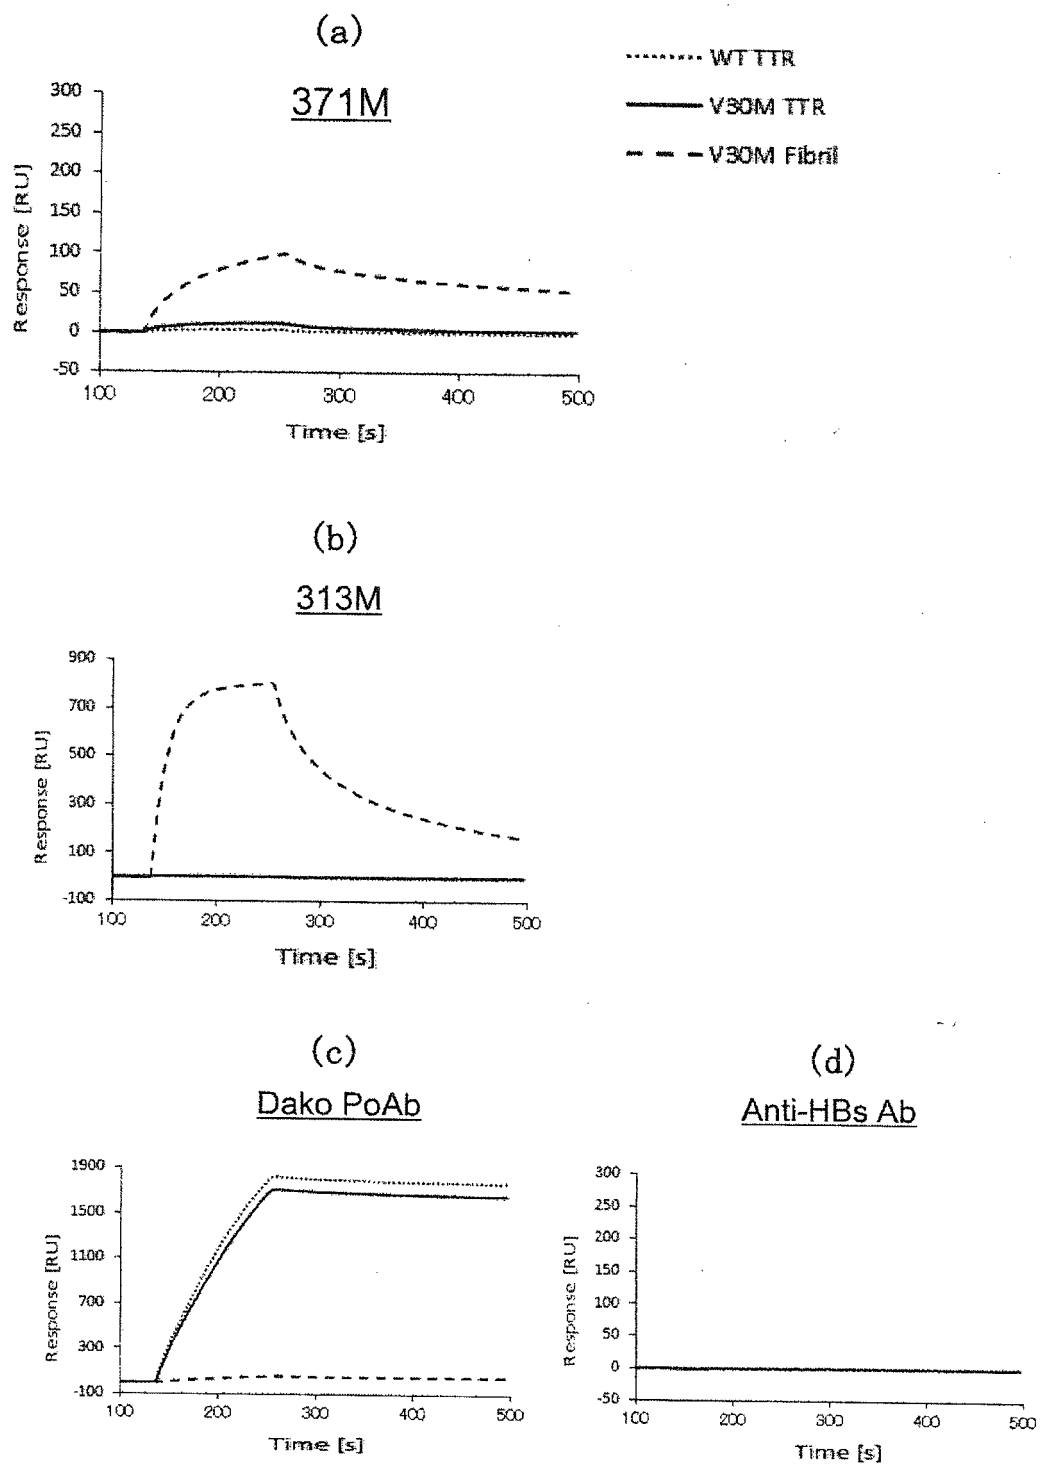 (a)
371M
WT TTR
V30M TTR
V30M Fibril
Response [RU]
300
250
200
150
100
50
0
-50
100
200
300
400
500
Time [s]
(b)
313M
Response [RU]
900
700
500
300
100
-100
100
200
300
400
500
Time [s]
(c)
Dako PoAb
Response [RU]
1900
1500
1100
700
300
-100
100
200
300
400
500
Time [s]
(d)
Anti-HBs Ab
Response [RU]
300
250
200
150
100
50
0
-50
100
200
300
400
500
Time [s]